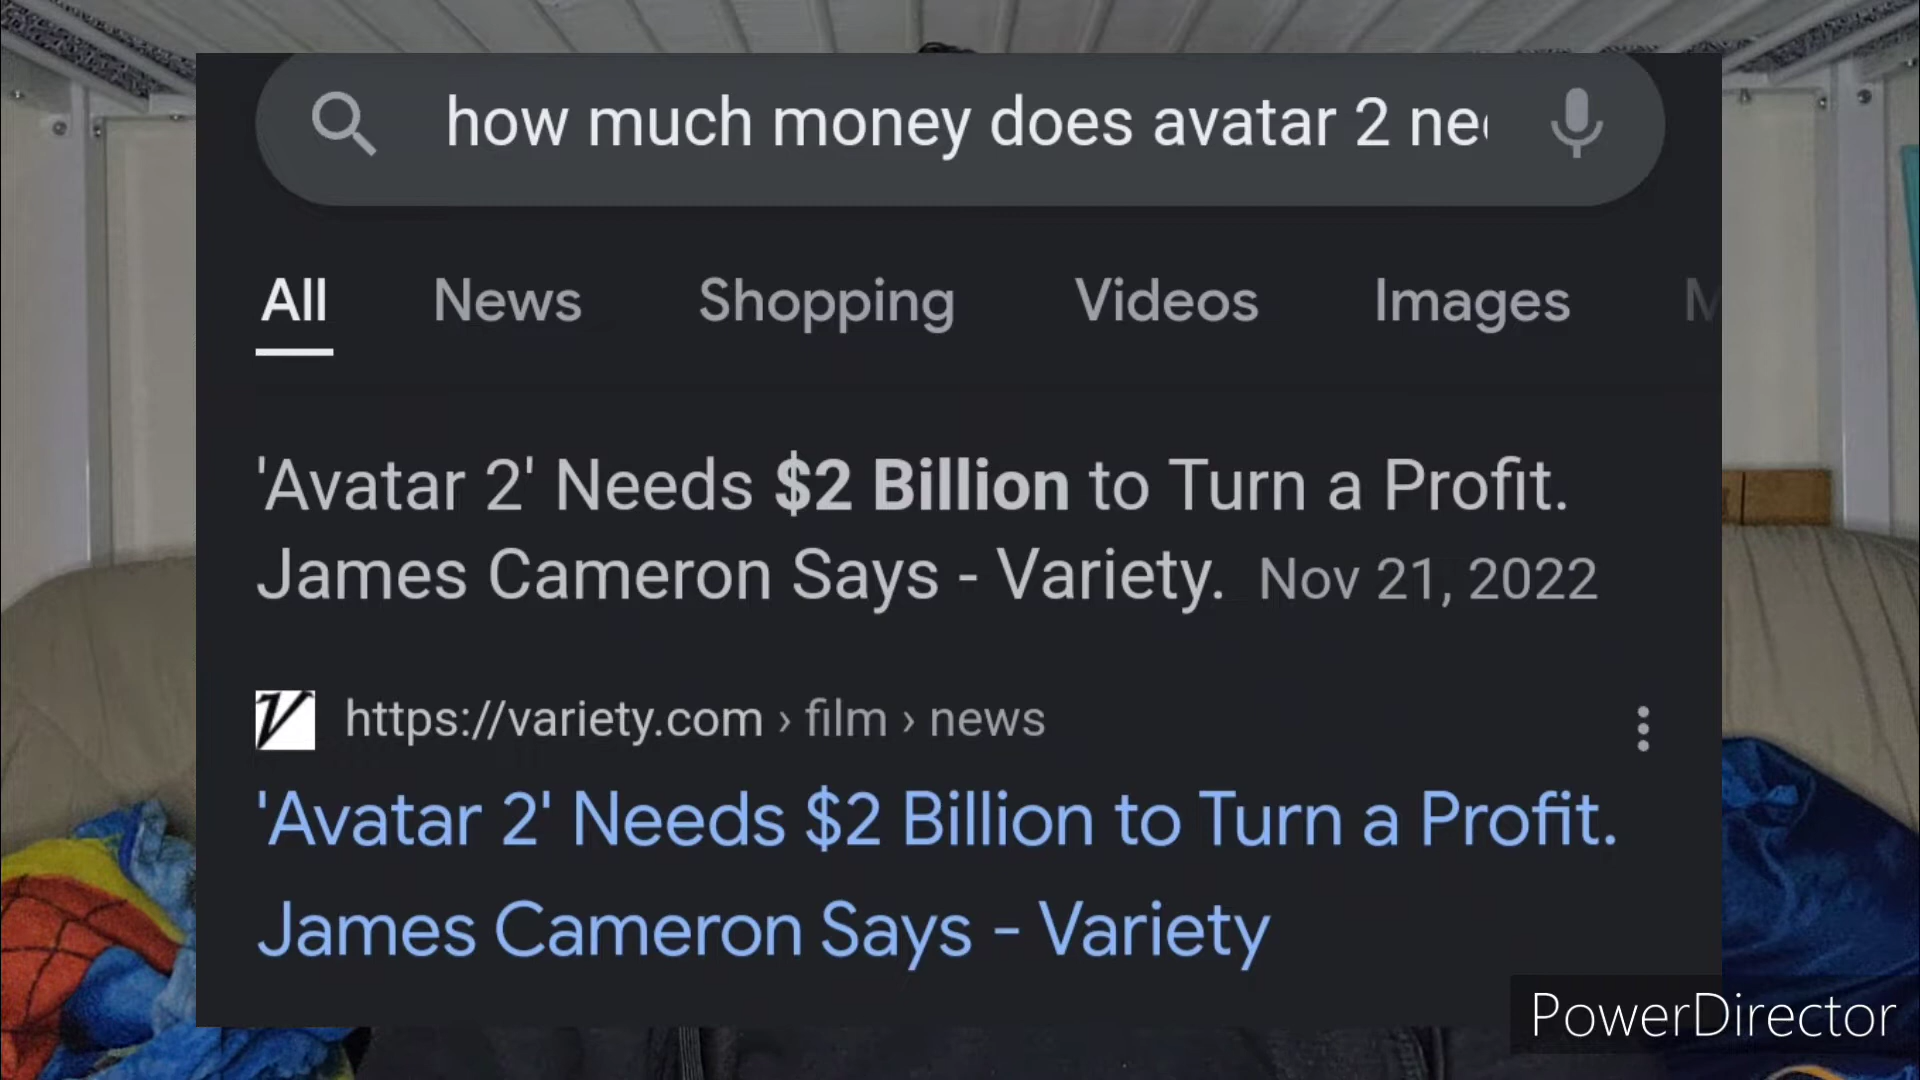 how much money does avatar 2 ne
All News Shopping Videos Images M
'Avatar 2' Needs $2 Billion to Turn a Profit.
James Cameron Says - Variety. Nov 21, 2022
V https://variety.com › film › news
'Avatar 2' Needs $2 Billion to Turn a Profit.
James Cameron Says - Variety
PowerDirector